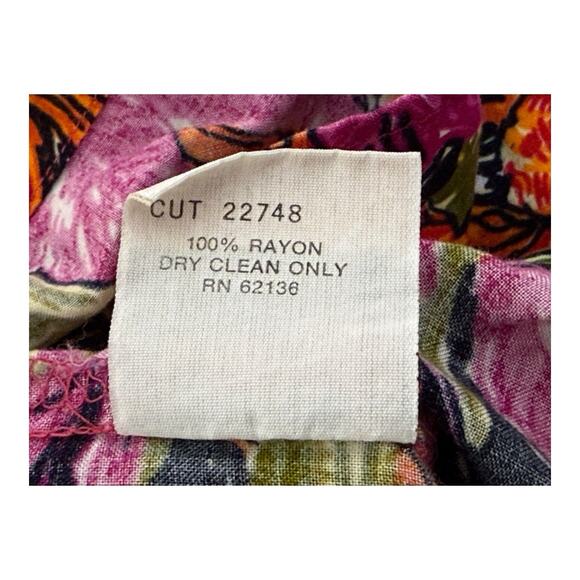 CUT 22748
100% RAYON
DRY CLEAN ONLY
RN 62136